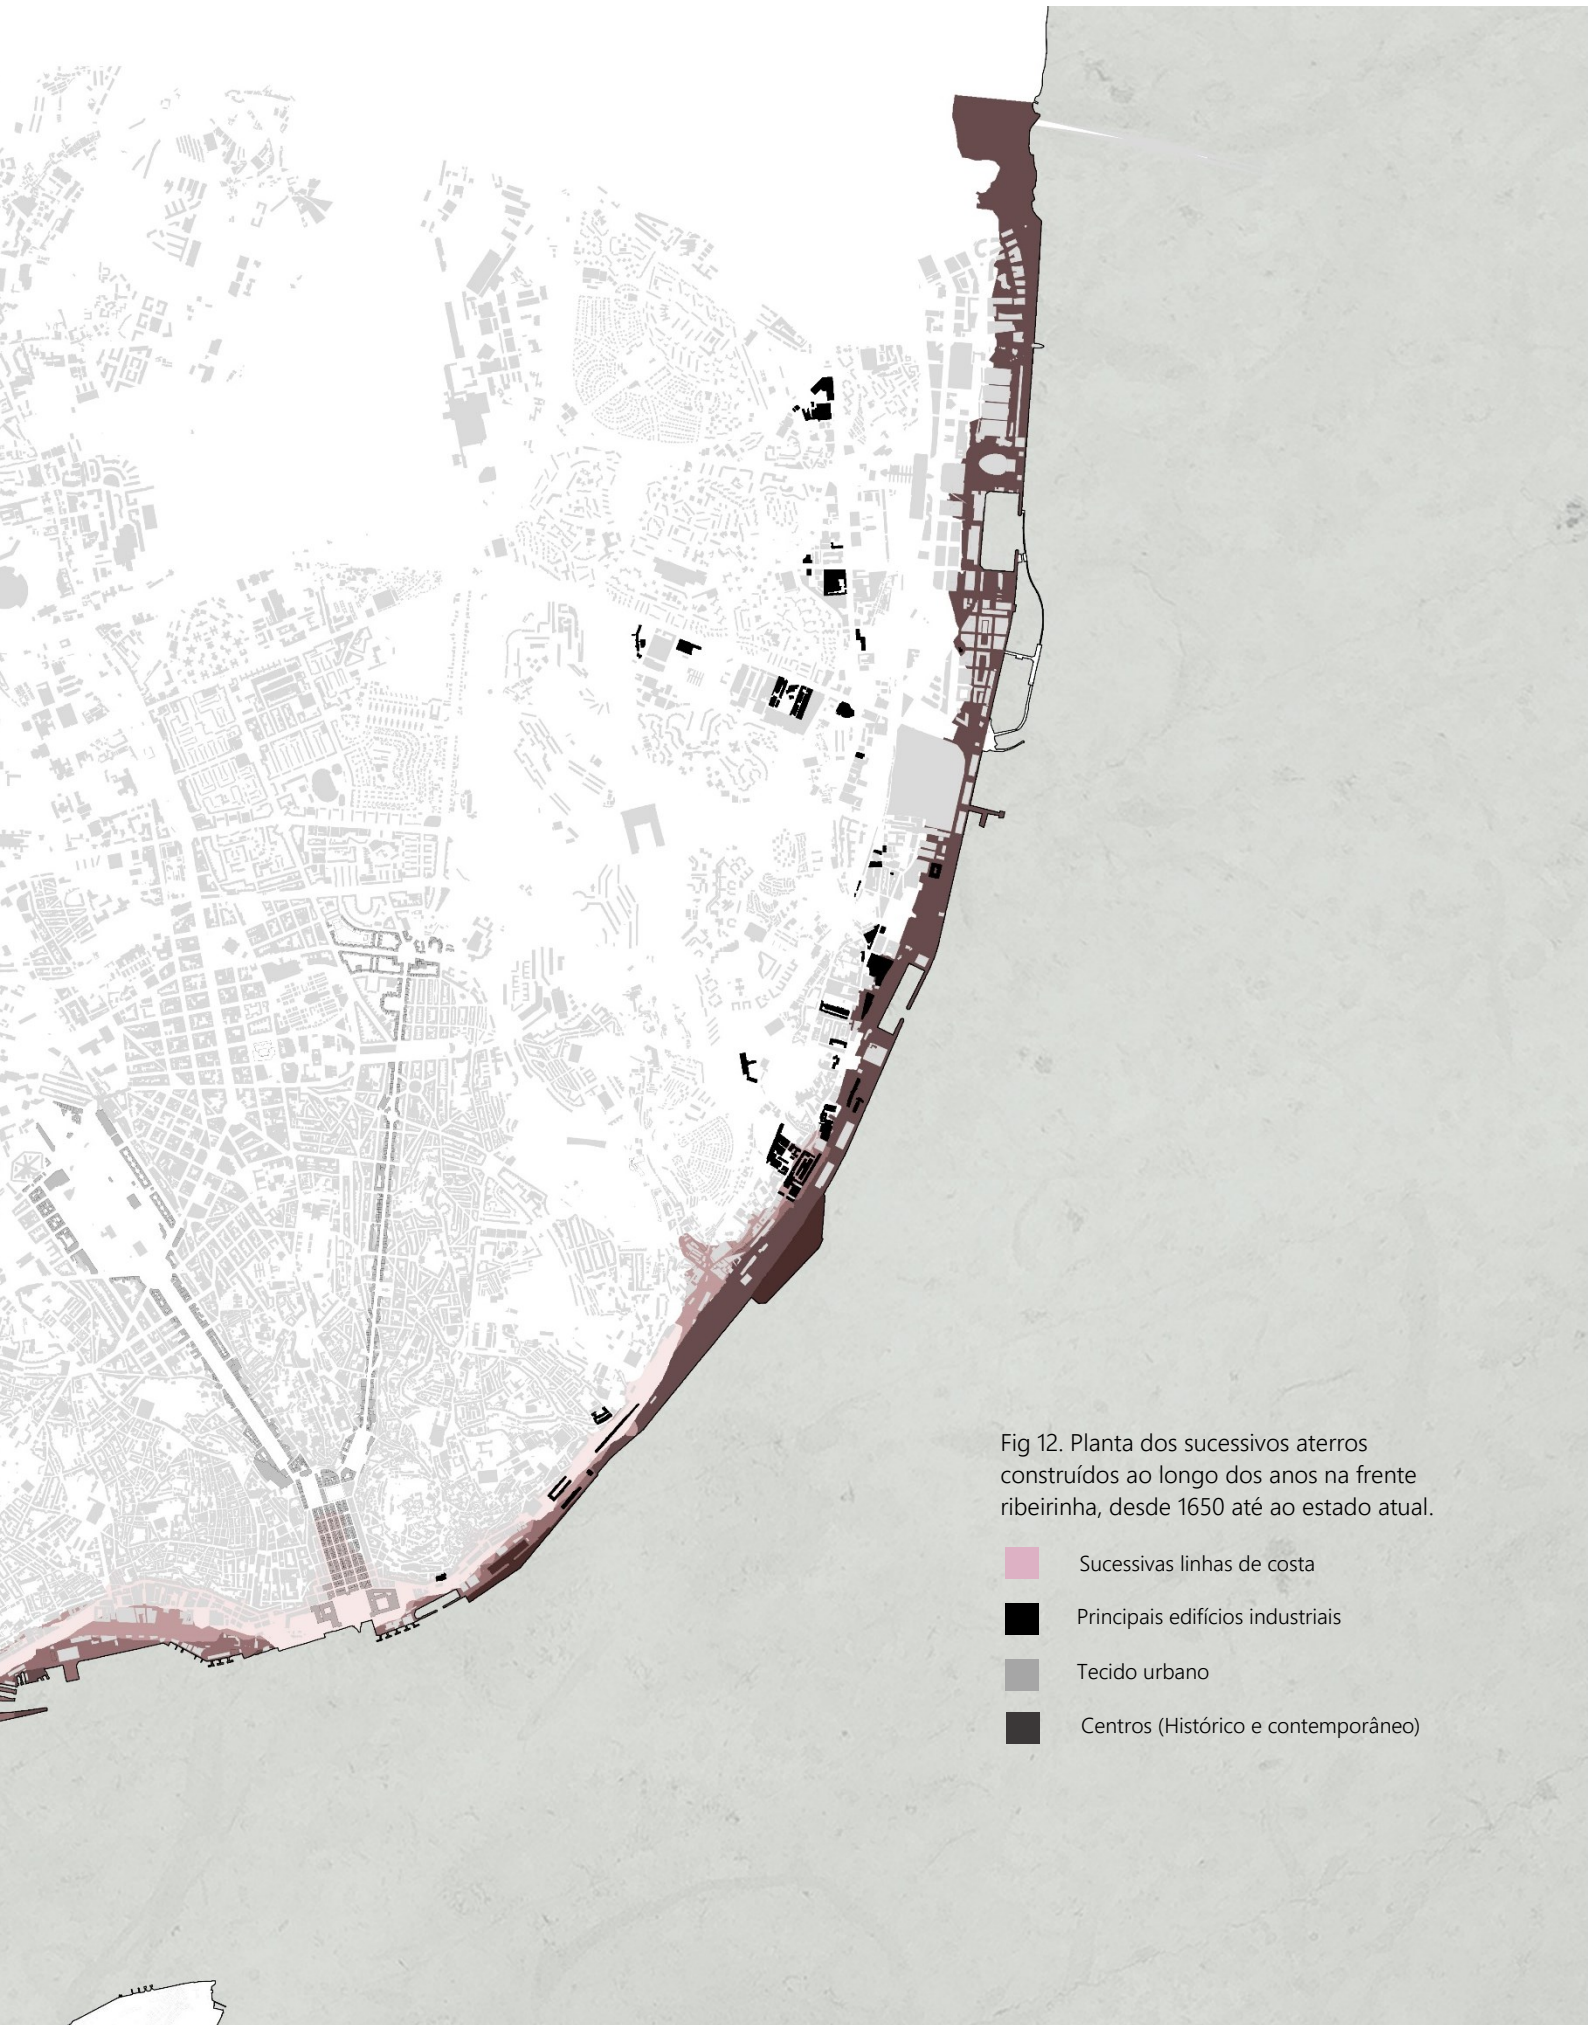 Fig 12. Planta dos sucessivos aterros
construídos ao longo dos anos na frente
ribeirinha, desde 1650 até ao estado atual.
Sucessivas linhas de costa
Principais edifícios industriais
Tecido urbano
Centros (Histórico e contemporâneo)